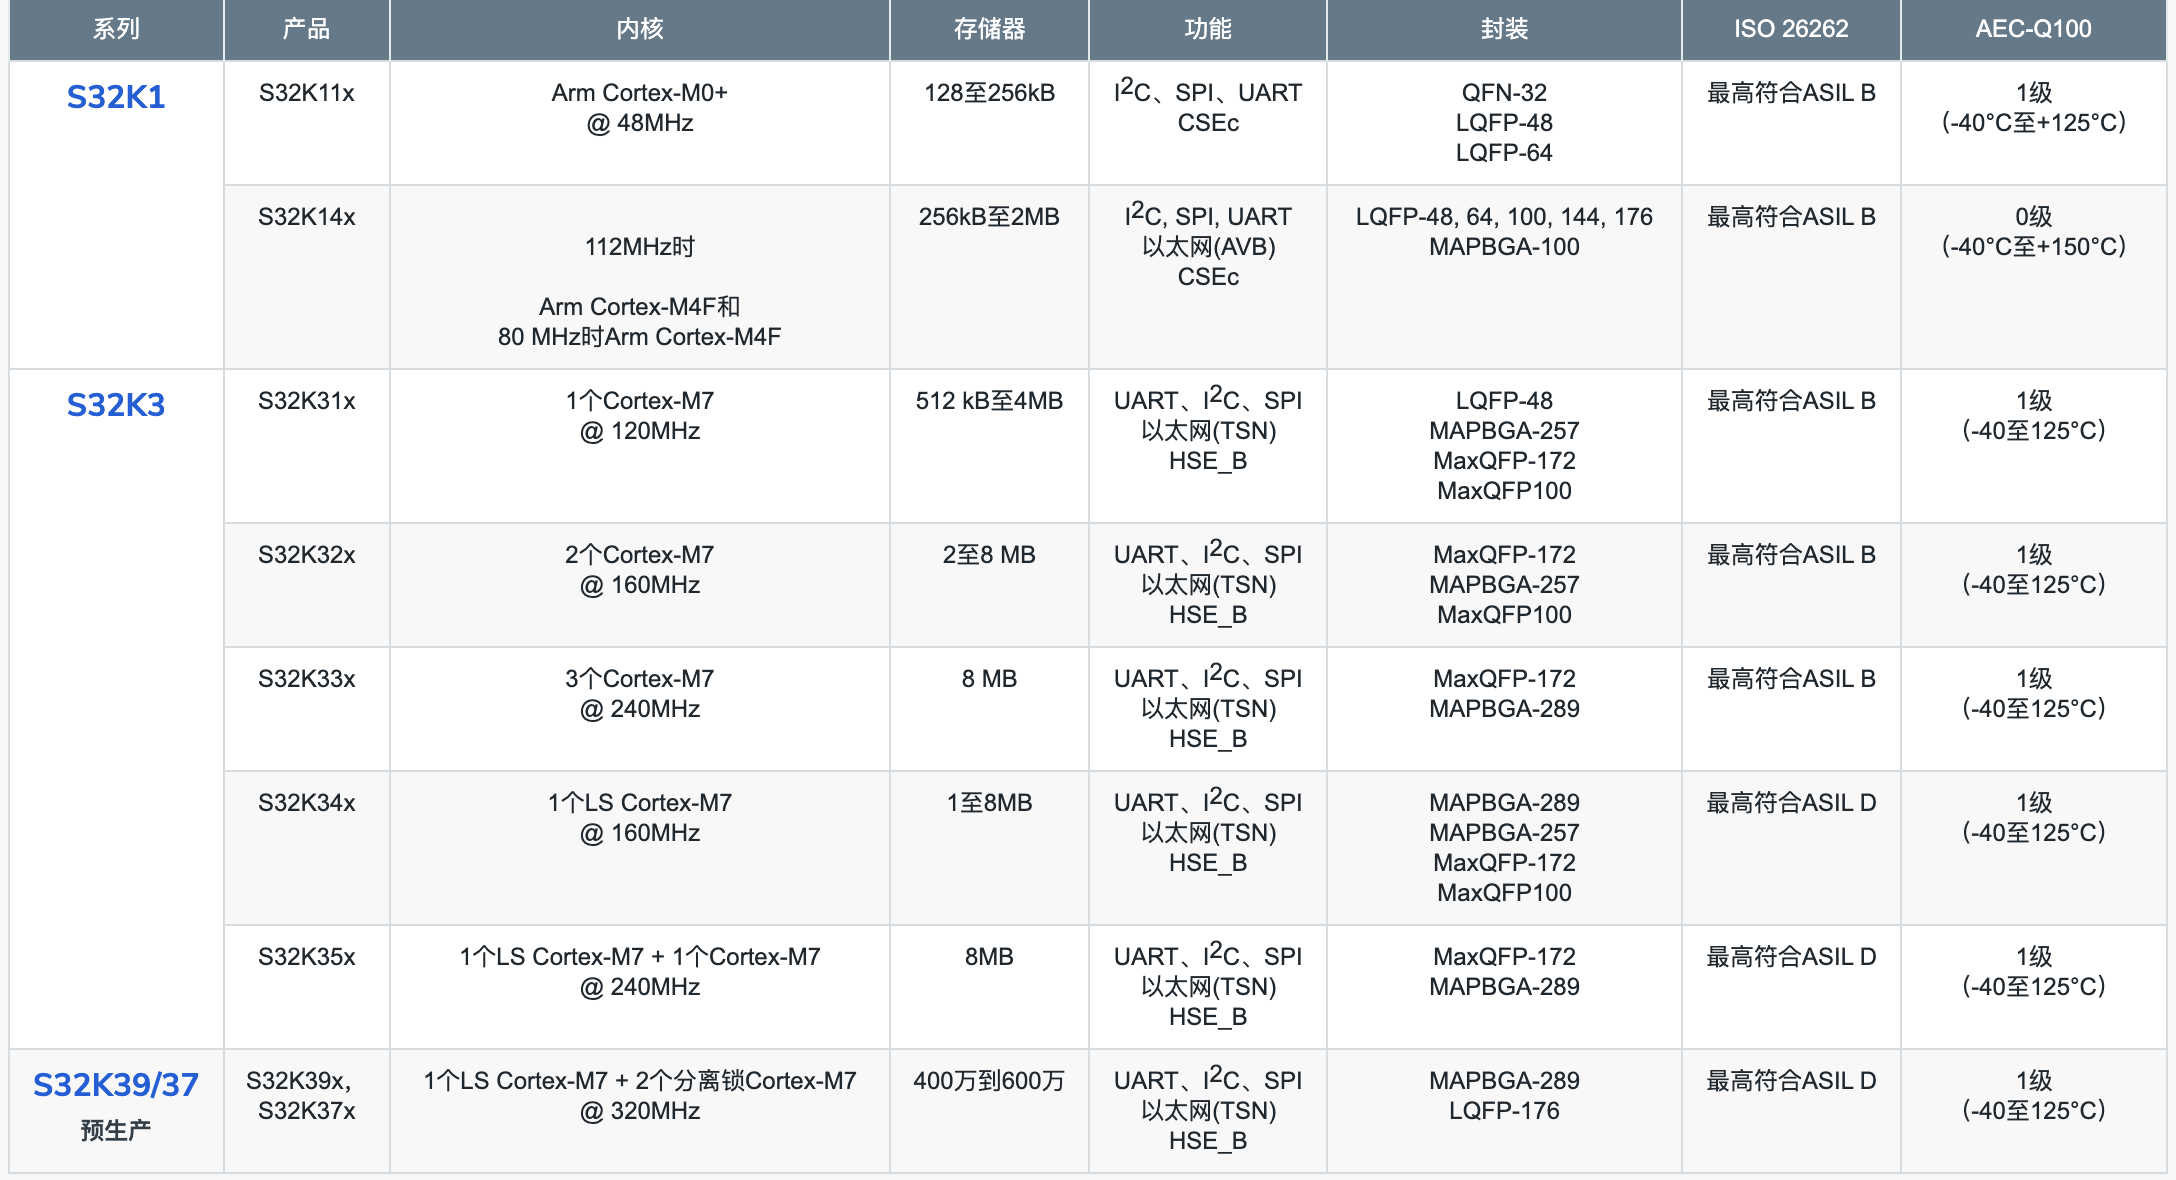 系列 产品 内核 存储器 功能 封装 ISO 26262 AEC-Q100
S32K1 S32K11x Arm Cortex-M0+ 128至256kB I²C、SPI、UART QFN-32 最高符合ASIL B 1级
@ 48MHz CSEc LQFP-48 (-40°C至+125°C)
LQFP-64
S32K14x 256kB至2MB I²C, SPI, UART LQFP-48, 64, 100, 144, 176 最高符合ASIL B 0级
112MHz时 以太网(AVB) MAPBGA-100 (-40°C至+150°C)
CSEc
Arm Cortex-M4F和
80 MHz时Arm Cortex-M4F
S32K3 S32K31x 1个Cortex-M7 512 kB至4MB UART、I²C、SPI LQFP-48 最高符合ASIL B 1级
@ 120MHz 以太网(TSN) MAPBGA-257 (-40至125°C)
HSE_B MaxQFP-172
MaxQFP100
S32K32x 2个Cortex-M7 2至8 MB UART、I²C、SPI MaxQFP-172 最高符合ASIL B 1级
@ 160MHz 以太网(TSN) MAPBGA-257 (-40至125°C)
HSE_B MaxQFP100
S32K33x 3个Cortex-M7 8 MB UART、I²C、SPI MaxQFP-172 最高符合ASIL B 1级
@ 240MHz 以太网(TSN) MAPBGA-289 (-40至125°C)
HSE_B
S32K34x 1个LS Cortex-M7 1至8MB UART、I²C、SPI MAPBGA-289 最高符合ASIL D 1级
@ 160MHz 以太网(TSN) MAPBGA-257 (-40至125°C)
HSE_B MaxQFP-172
MaxQFP100
S32K35x 1个LS Cortex-M7 + 1个Cortex-M7 8MB UART、I²C、SPI MaxQFP-172 最高符合ASIL D 1级
@ 240MHz 以太网(TSN) MAPBGA-289 (-40至125°C)
HSE_B
S32K39/37 S32K39x, 1个LS Cortex-M7 + 2个分离锁Cortex-M7 400万到600万 UART、I²C、SPI MAPBGA-289 最高符合ASIL D 1级
预生产 S32K37x @ 320MHz 以太网(TSN) LQFP-176 (-40至125°C)
HSE_B